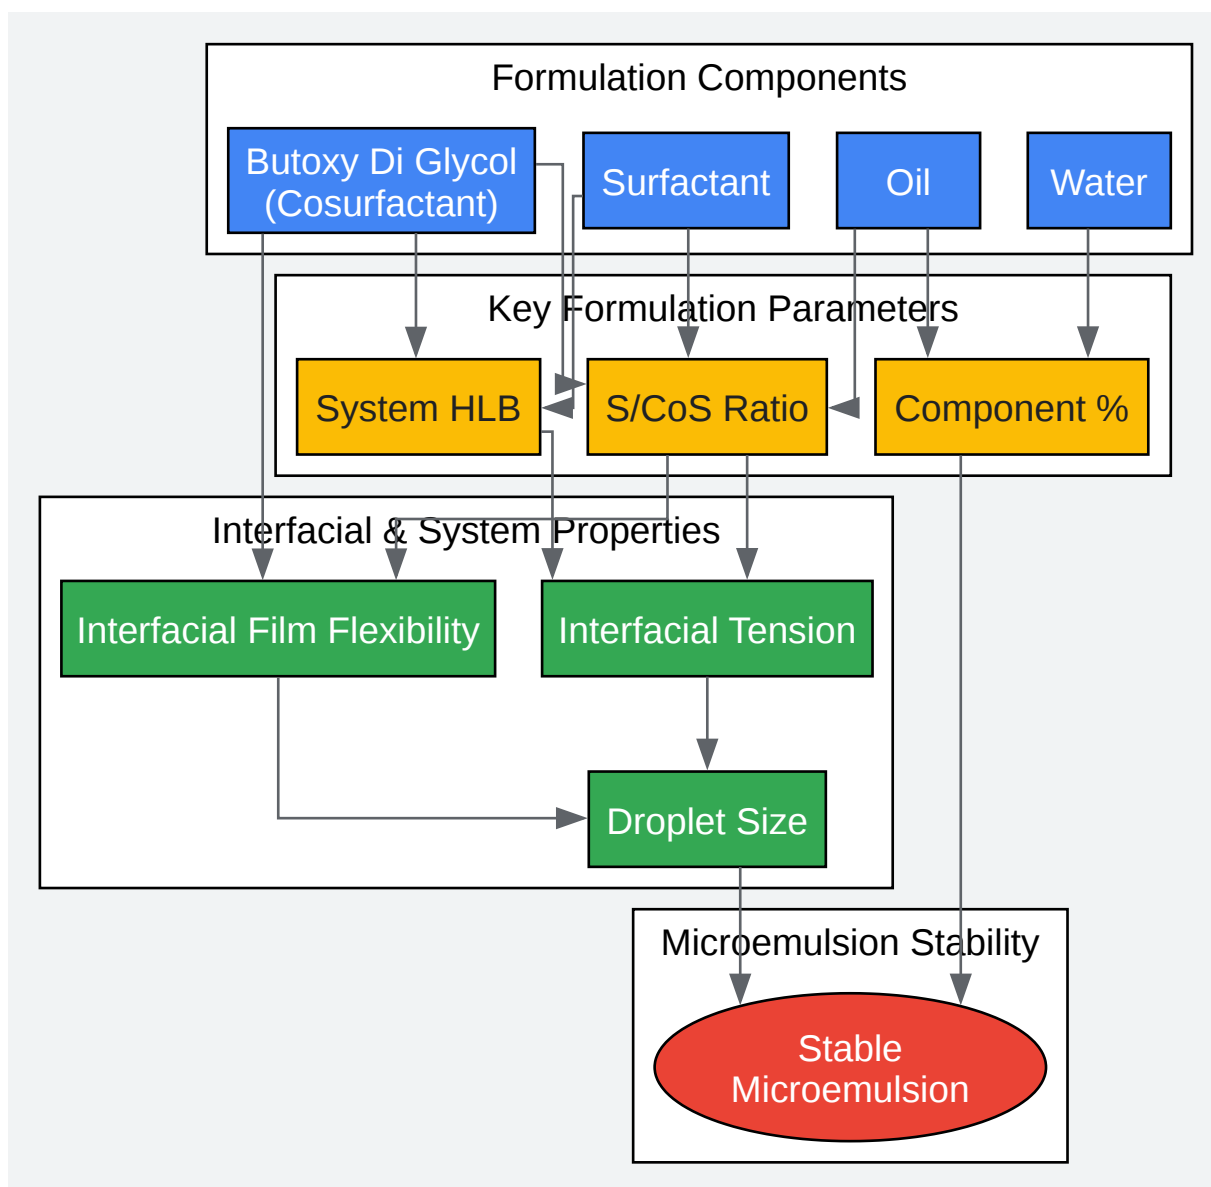 Formulation Components
Butoxy Di Glycol
(Cosurfactant)
Surfactant
Oil
Water
Key Formulation Parameters
System HLB
S/CoS Ratio
Component %
Interfacial & System Properties
Interfacial Film Flexibility
Interfacial Tension
Droplet Size
Microemulsion Stability
Stable
Microemulsion